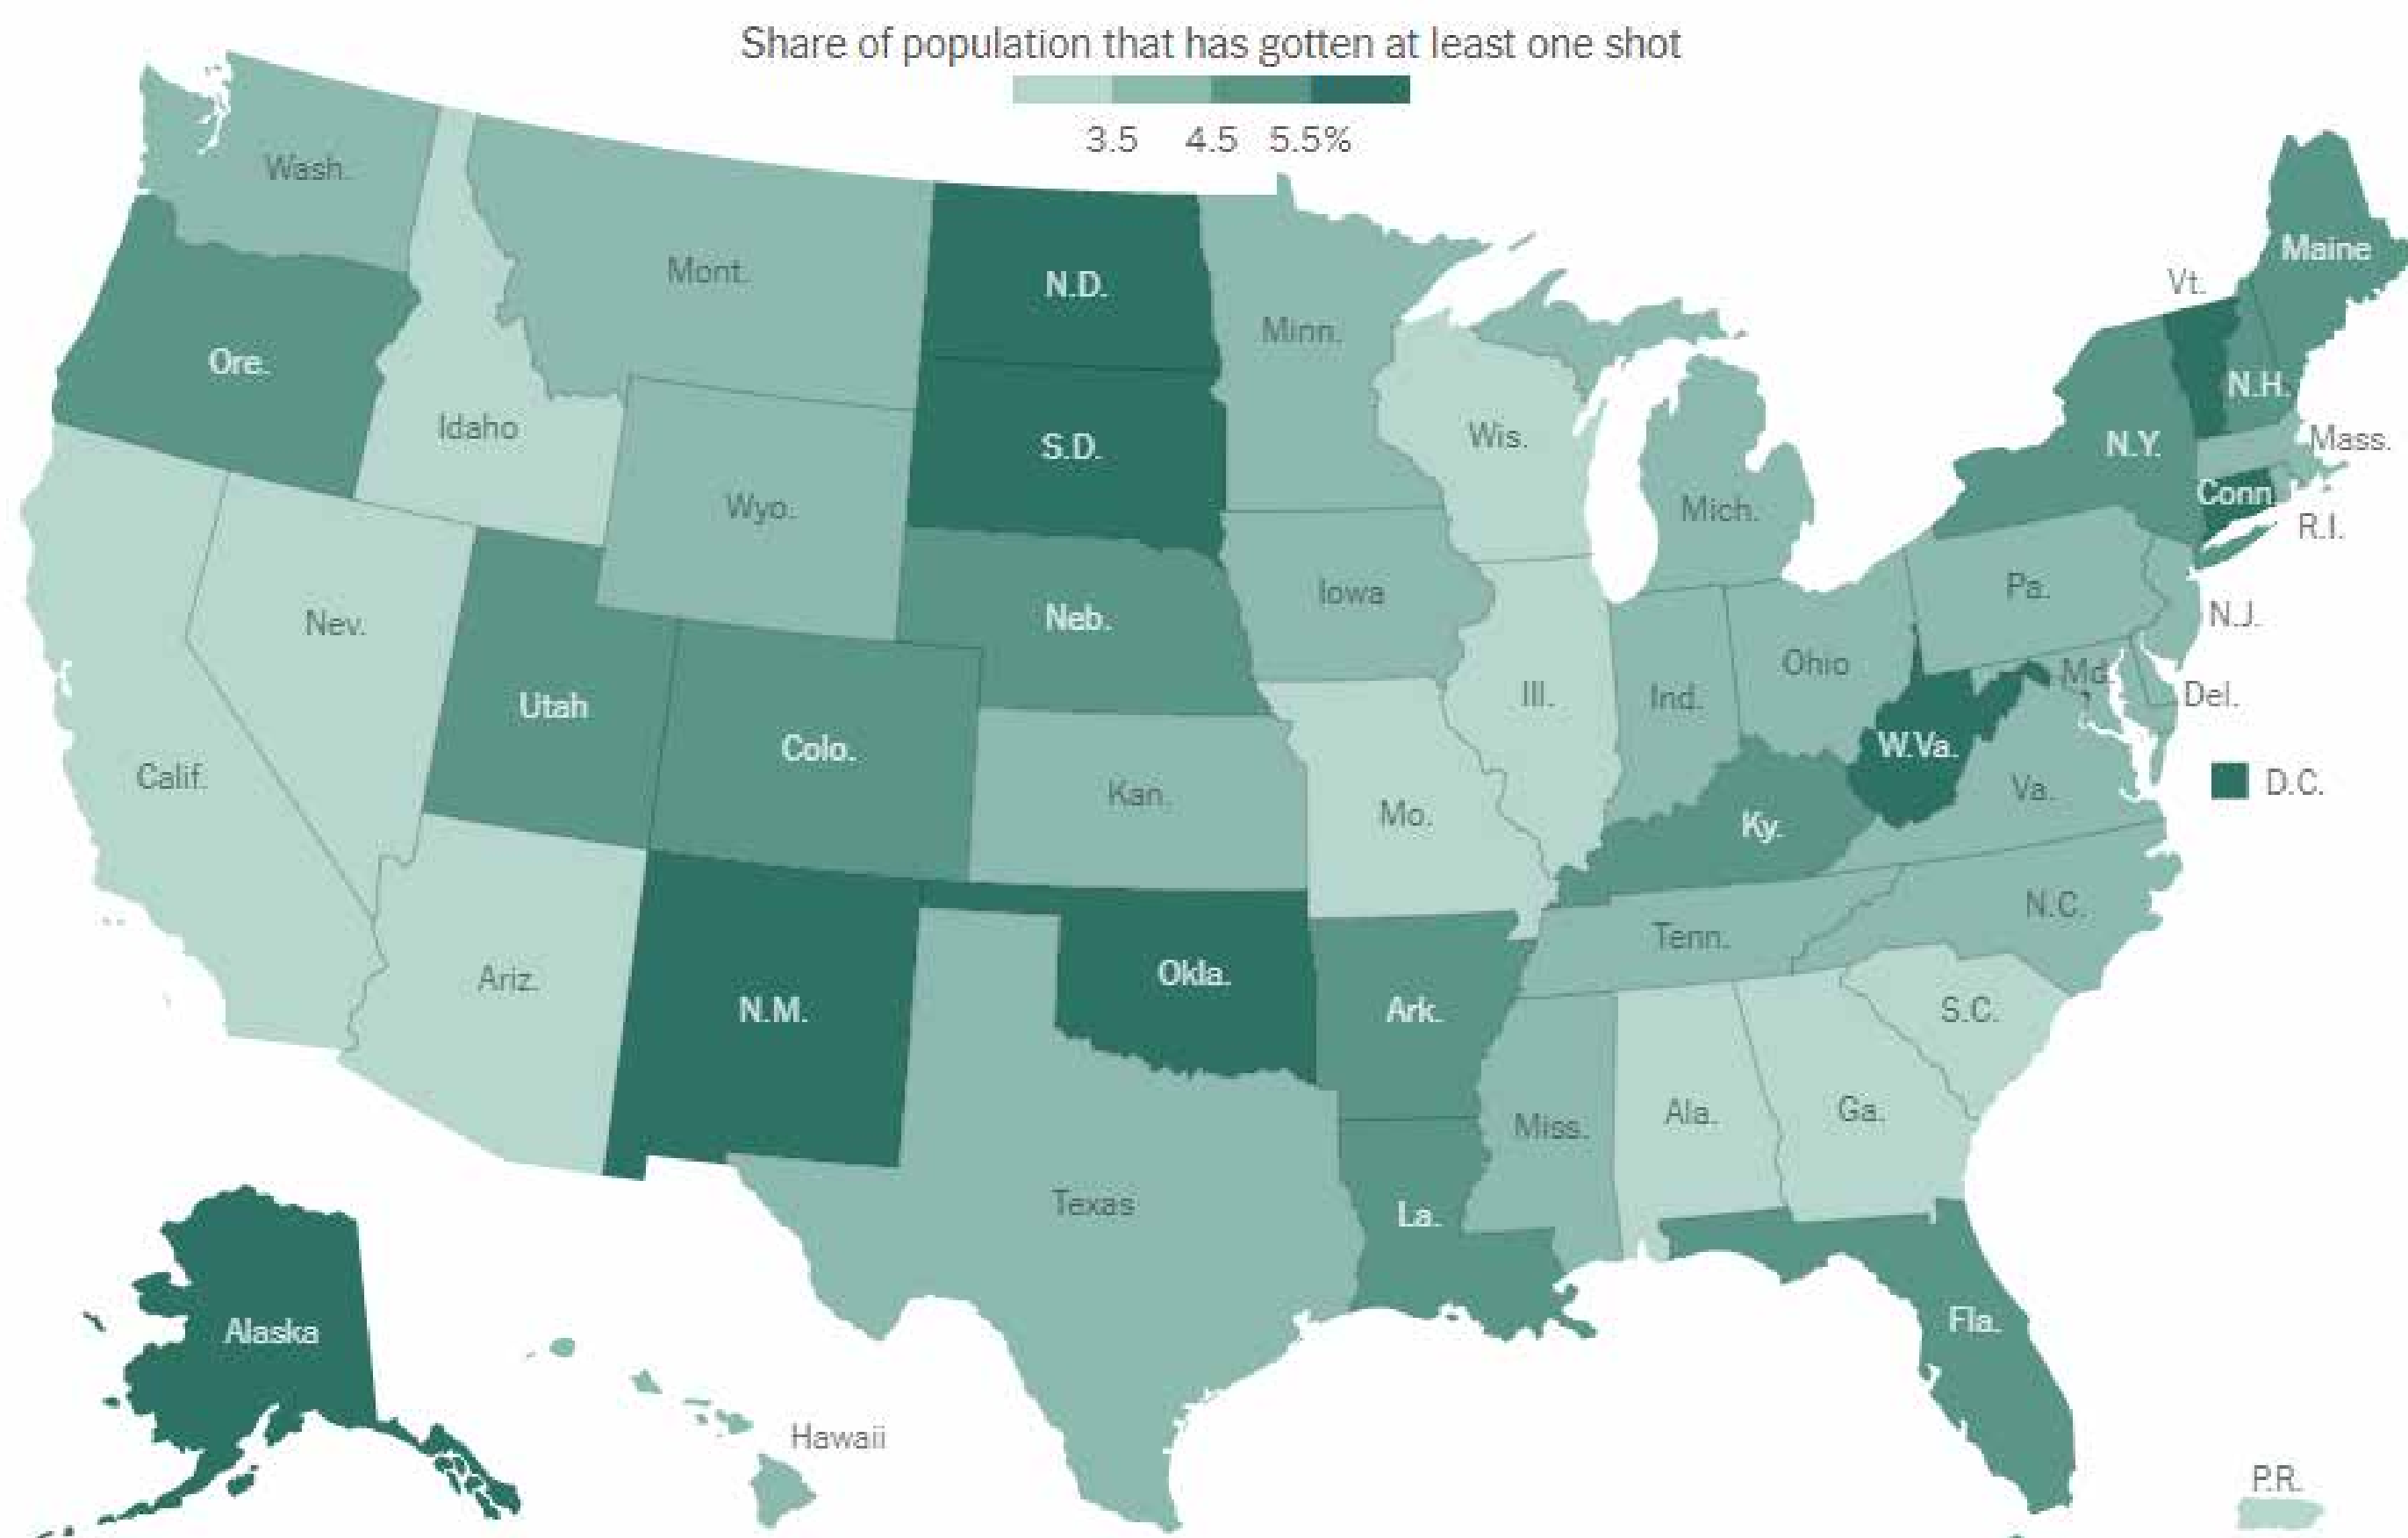 Share of population that has gotten at least one shot
3.5 4.5 5.5%
Wash.
Mont.
N.D.
Minn.
Maine
Vt.
Ore.
Idaho
S.D.
Wis.
N.H.
Mass.
N.Y.
Wyo.
Mich.
Conn
R.I.
Nev.
Neb.
Iowa
Pa.
N.J.
Utah
Colo.
Ill.
Ind.
Ohio
Md.
Del.
Calif.
Kan.
Mo.
W.Va.
Va.
D.C.
Ky.
Ariz.
N.M.
Okla.
Ark.
Tenn.
N.C.
S.C.
Texas
La.
Miss.
Ala.
Ga.
Alaska
Hawaii
Fla.
P.R.